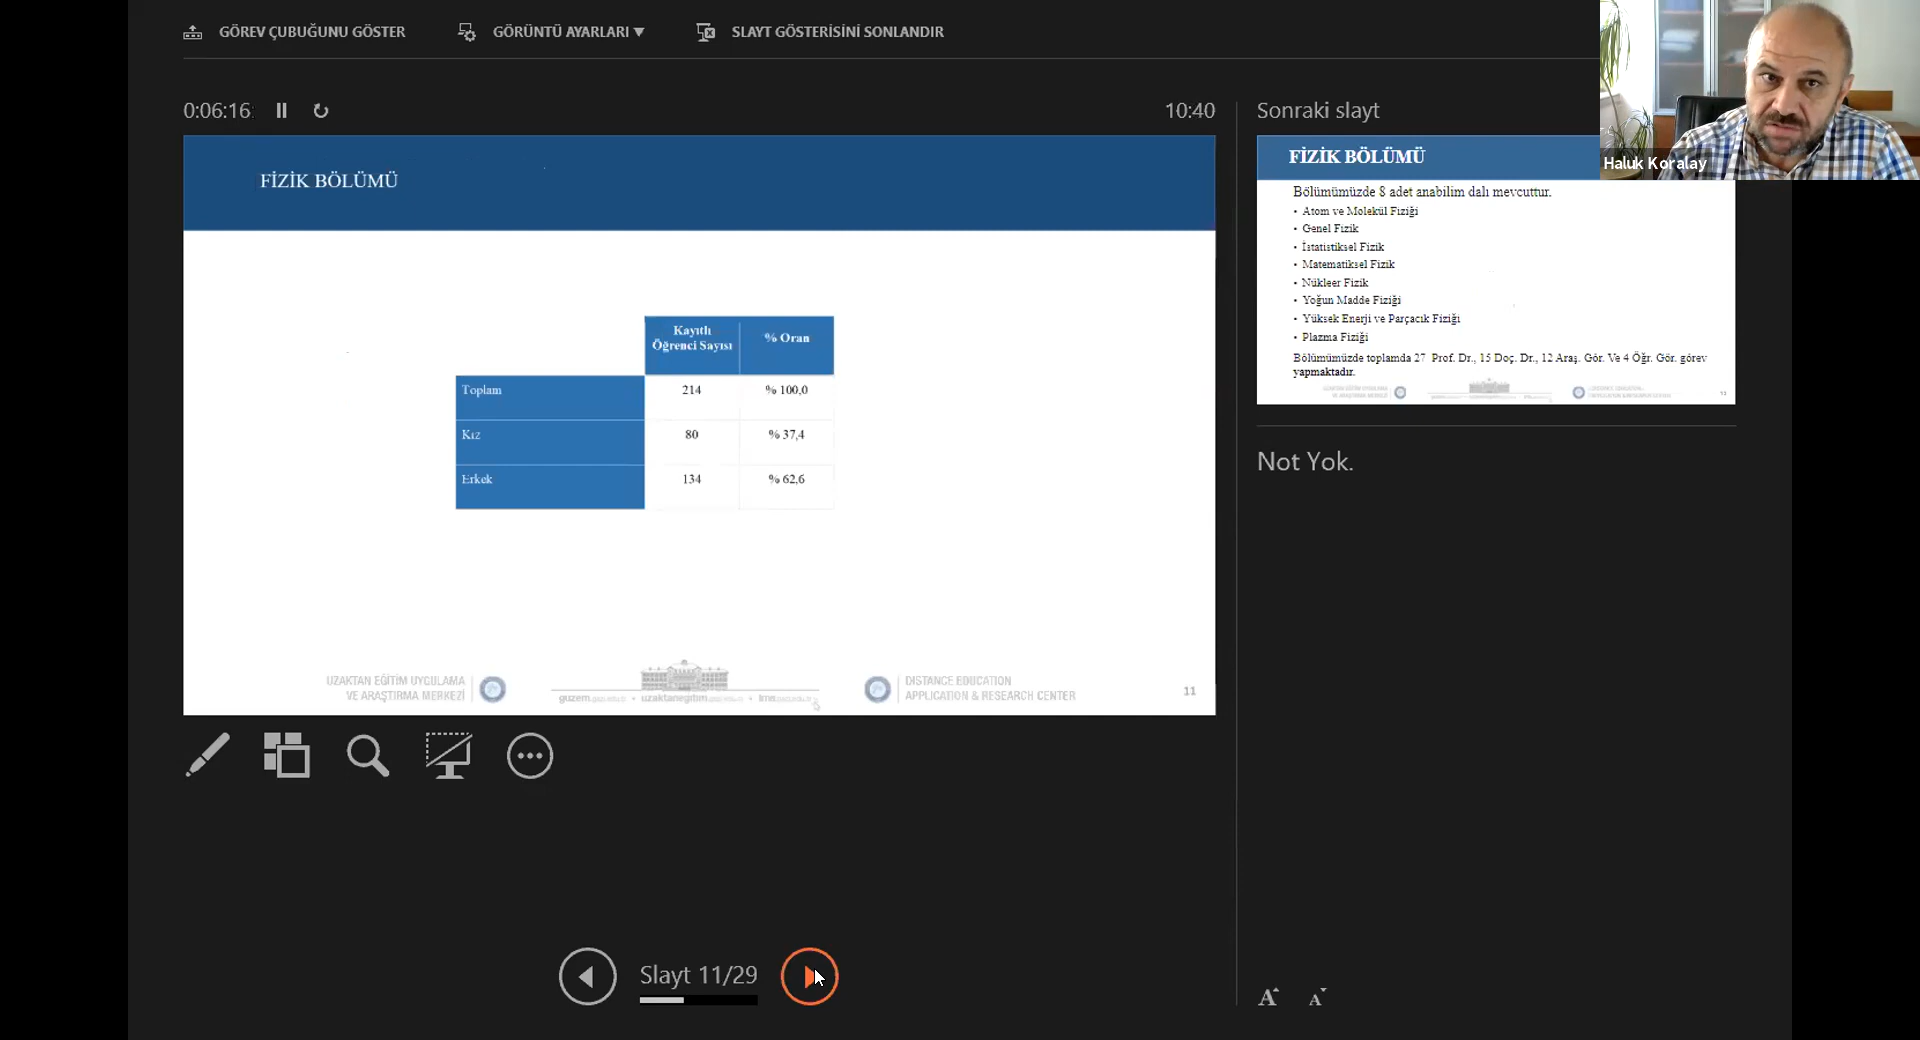 GÖREV ÇUBUĞUNU GÖSTER
GÖRÜNTÜ AYARLARI ▼
SLAYT GÖSTERİSİNİ SONLANDIR
0:06:16
10:40
FİZİK BÖLÜMÜ
Kayıtlı
Öğrenci Sayısı
% Oran
Toplam 214 % 100,0
Kız 80 % 37,4
Erkek 134 % 62,6
UZAKTAN EĞİTİM UYGULAMA
VE ARAŞTIRMA MERKEZİ
DISTANCE EDUCATION
APPLICATION & RESEARCH CENTER
11
Slayt 11/29
Sonraki slayt
Haluk Koralay
FİZİK BÖLÜMÜ
Bölümümüzde 8 adet anabilim dalı mevcuttur.
• Atom ve Molekül Fiziği
• Genel Fizik
• İstatistiksel Fizik
• Matematiksel Fizik
• Nükleer Fizik
• Yoğun Madde Fiziği
• Yüksek Enerji ve Parçacık Fiziği
• Plazma Fiziği
Bölümümüzde toplamda 27 Prof. Dr., 15 Doç. Dr., 12 Araş. Gör. Ve 4 Öğr. Gör. görev
yapmaktadır.
Not Yok.
A A